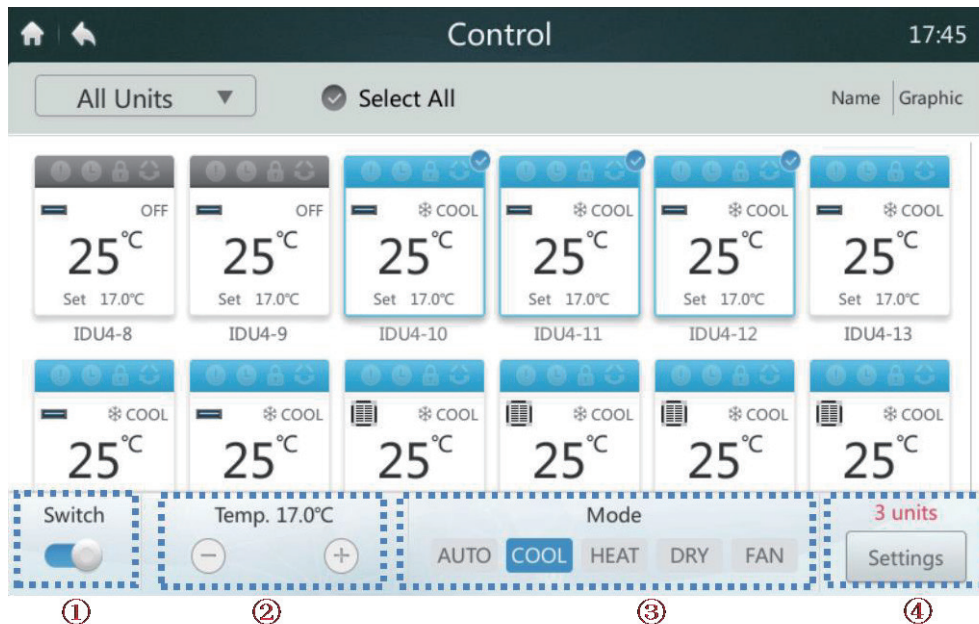 Control
17:45
All Units
Select All
Name Graphic
OFF OFF ❄ COOL ❄ COOL ❄ COOL ❄ COOL
25°C 25°C 25°C 25°C 25°C 25°C
Set 17.0℃ Set 17.0℃ Set 17.0℃ Set 17.0℃ Set 17.0℃ Set 17.0℃
IDU4-8 IDU4-9 IDU4-10 IDU4-11 IDU4-12 IDU4-13
❄ COOL ❄ COOL ❄ COOL ❄ COOL ❄ COOL ❄ COOL
25°C 25°C 25°C 25°C 25°C 25°C
Switch Temp. 17.0℃ Mode 3 units
AUTO COOL HEAT DRY FAN Settings
① ② ③ ④